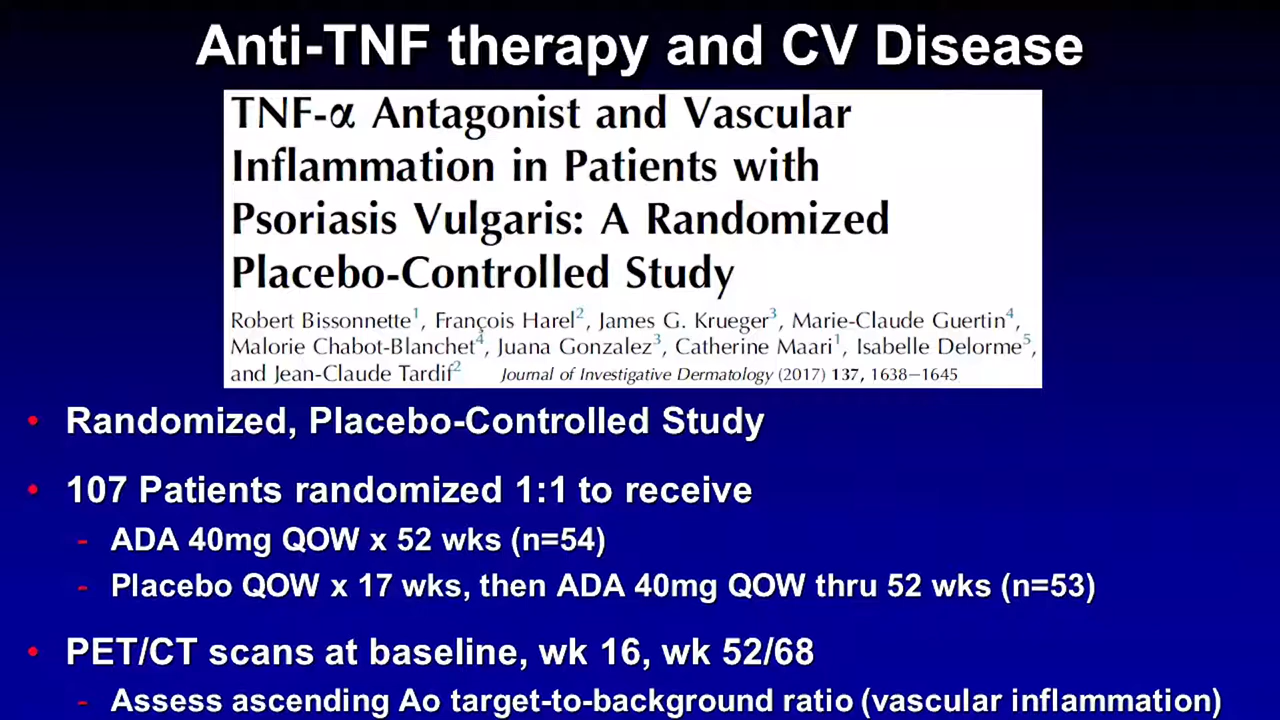 Anti-TNF therapy and CV Disease
TNF-α Antagonist and Vascular
Inflammation in Patients with
Psoriasis Vulgaris: A Randomized
Placebo-Controlled Study
Robert Bissonnette¹, François Harel², James G. Krueger³, Marie-Claude Guertin⁴,
Malorie Chabot-Blanchet⁴, Juana Gonzalez³, Catherine Maari¹, Isabelle Delorme⁵,
and Jean-Claude Tardif² Journal of Investigative Dermatology (2017) 137, 1638–1645
• Randomized, Placebo-Controlled Study
• 107 Patients randomized 1:1 to receive
- ADA 40mg QOW x 52 wks (n=54)
- Placebo QOW x 17 wks, then ADA 40mg QOW thru 52 wks (n=53)
• PET/CT scans at baseline, wk 16, wk 52/68
- Assess ascending Ao target-to-background ratio (vascular inflammation)